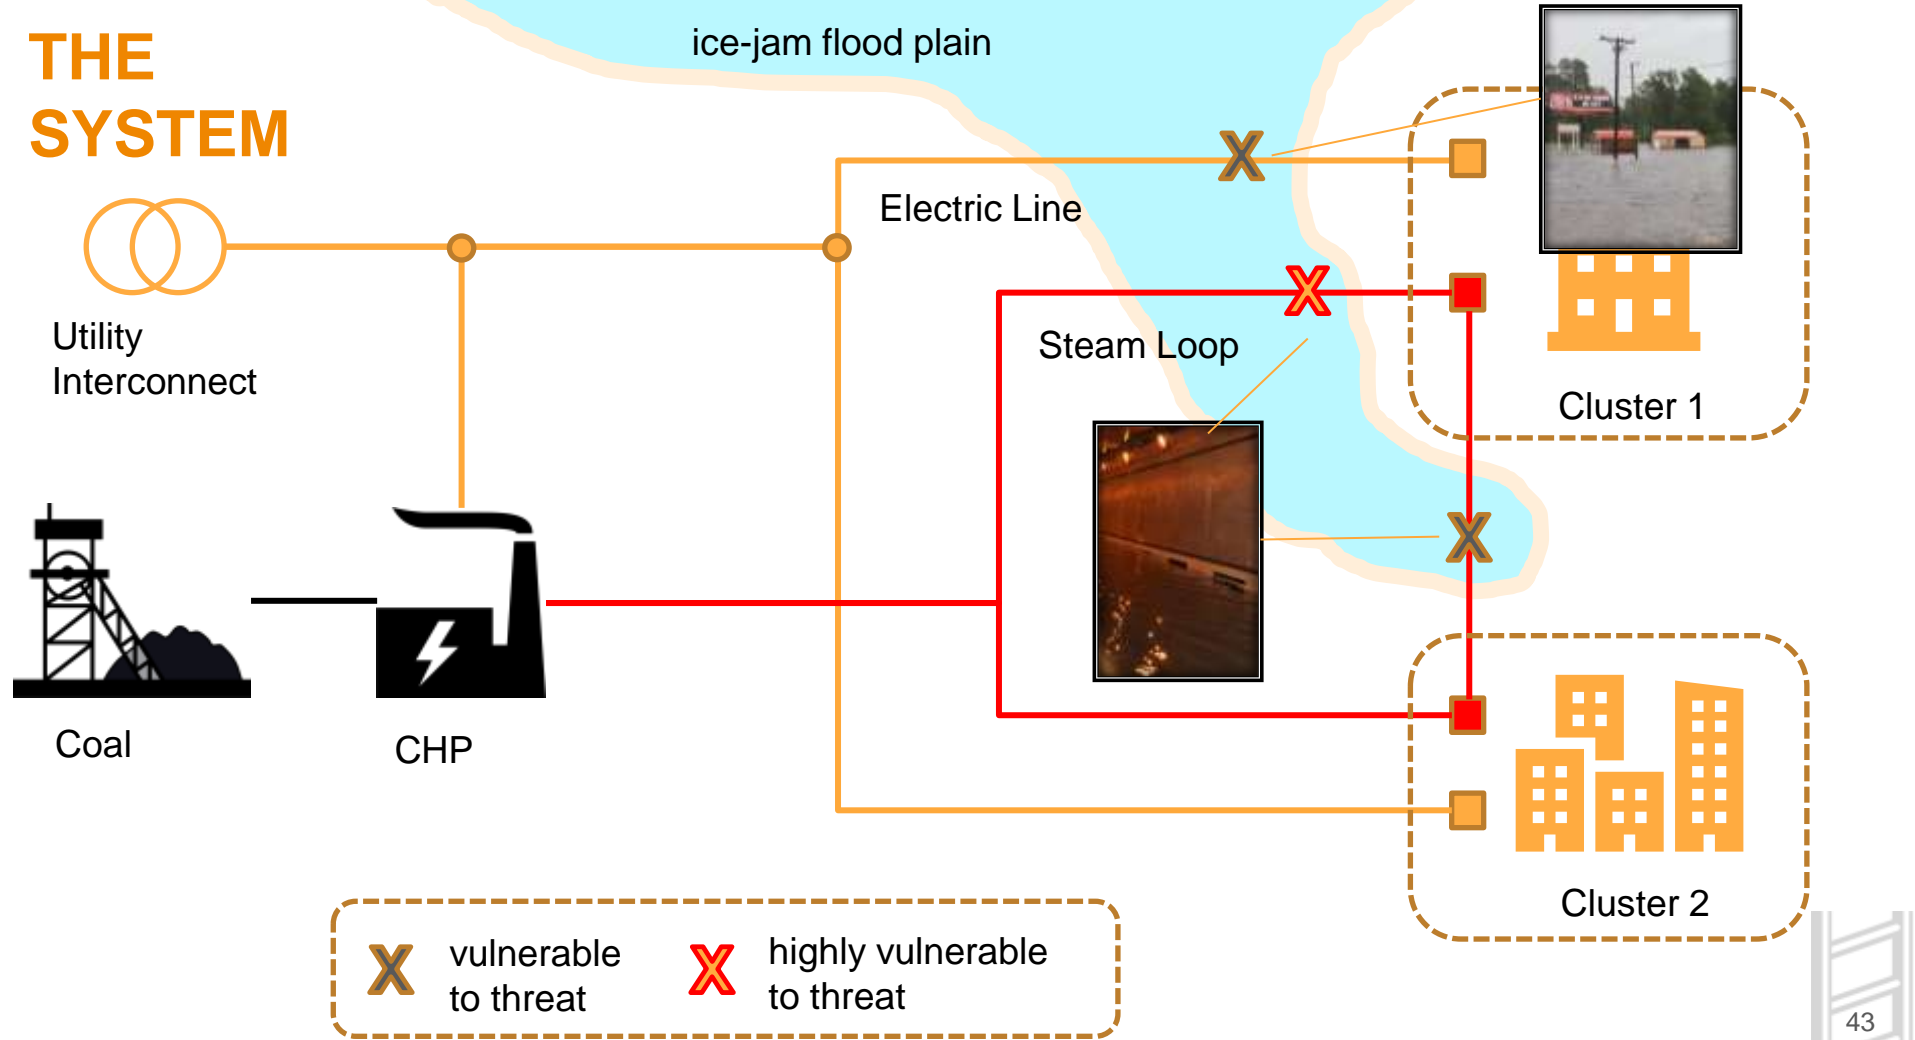 THE
SYSTEM
ice-jam flood plain
Electric Line
Utility
Interconnect
Steam Loop
Cluster 1
Coal
CHP
Cluster 2
vulnerable
to threat
highly vulnerable
to threat
43